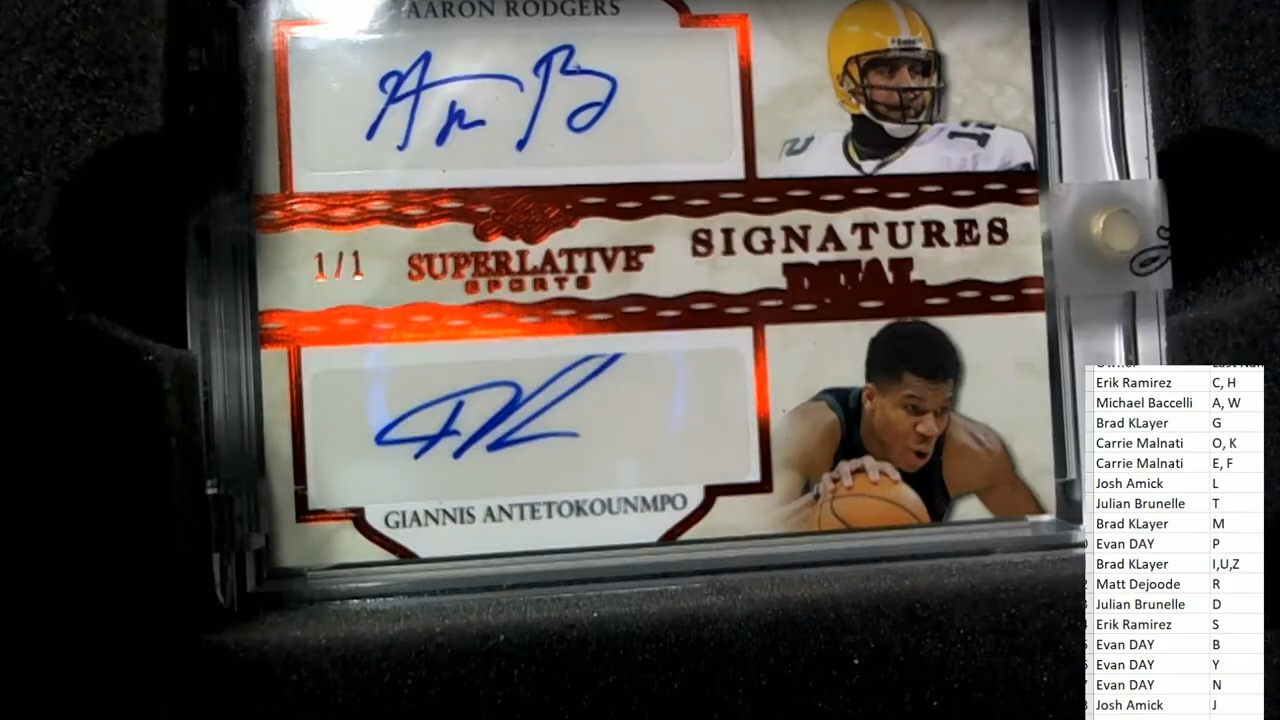 AARON RODGERS
12
1/1
SUPERLATIVE
SPORTS
SIGNATURES
DUAL
GIANNIS ANTETOKOUNMPO
Erik Ramirez C, H
Michael Baccelli A, W
Brad KLayer G
Carrie Malnati O, K
Carrie Malnati E, F
Josh Amick L
Julian Brunelle T
Brad KLayer M
Evan DAY P
Brad KLayer I,U,Z
Matt Dejoode R
Julian Brunelle D
Erik Ramirez S
Evan DAY B
Evan DAY Y
Evan DAY N
Josh Amick J